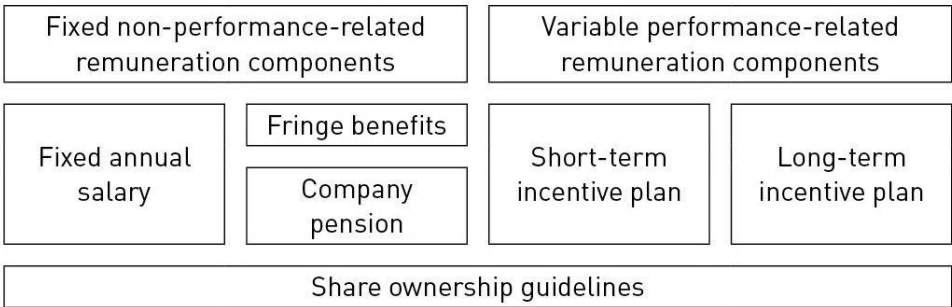 Fixed non-performance-related
remuneration components
Variable performance-related
remuneration components
Fixed annual
salary
Fringe benefits
Company
pension
Short-term
incentive plan
Long-term
incentive plan
Share ownership guidelines